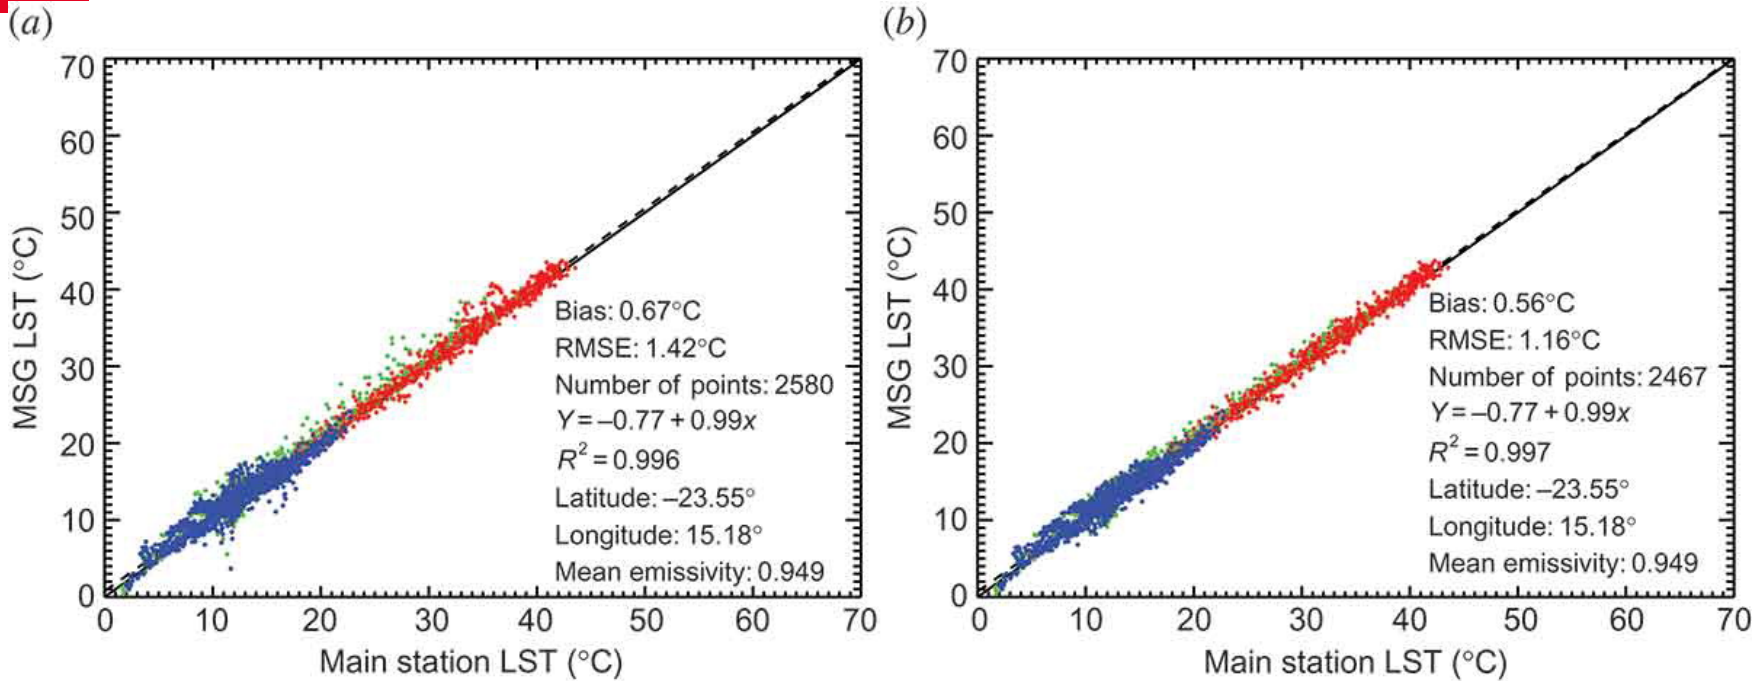 (a)
70
60
50
40
30
20
10
0
MSG LST (°C)
Bias: 0.67°C
RMSE: 1.42°C
Number of points: 2580
Y=–0.77+0.99x
R²=0.996
Latitude: –23.55°
Longitude: 15.18°
Mean emissivity: 0.949
0 10 20 30 40 50 60 70
Main station LST (°C)
(b)
70
60
50
40
30
20
10
0
MSG LST (°C)
Bias: 0.56°C
RMSE: 1.16°C
Number of points: 2467
Y=–0.77+0.99x
R²=0.997
Latitude: –23.55°
Longitude: 15.18°
Mean emissivity: 0.949
0 10 20 30 40 50 60 70
Main station LST (°C)